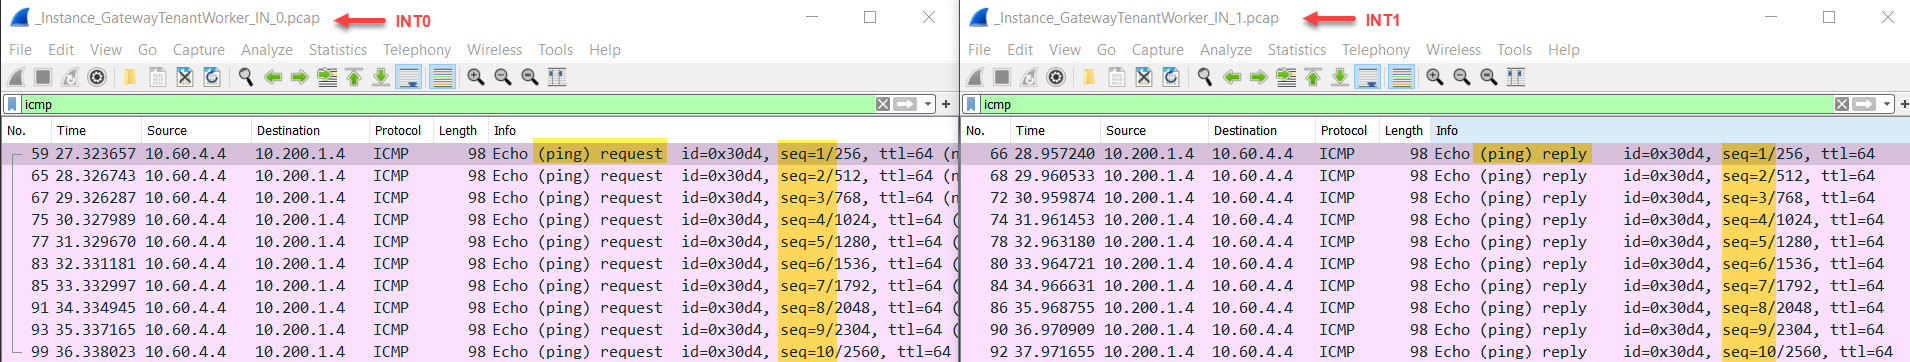 _Instance_GatewayTenantWorker_IN_0.pcap INT0
File Edit View Go Capture Analyze Statistics Telephony Wireless Tools Help
icmp
No. Time Source Destination Protocol Length Info
59 27.323657 10.60.4.4 10.200.1.4 ICMP 98 Echo (ping) request id=0x30d4, seq=1/256, ttl=64 (n
65 28.326743 10.60.4.4 10.200.1.4 ICMP 98 Echo (ping) request id=0x30d4, seq=2/512, ttl=64 (n
67 29.326287 10.60.4.4 10.200.1.4 ICMP 98 Echo (ping) request id=0x30d4, seq=3/768, ttl=64 (n
75 30.327989 10.60.4.4 10.200.1.4 ICMP 98 Echo (ping) request id=0x30d4, seq=4/1024, ttl=64 (
77 31.329670 10.60.4.4 10.200.1.4 ICMP 98 Echo (ping) request id=0x30d4, seq=5/1280, ttl=64 (
83 32.331181 10.60.4.4 10.200.1.4 ICMP 98 Echo (ping) request id=0x30d4, seq=6/1536, ttl=64 (
85 33.332997 10.60.4.4 10.200.1.4 ICMP 98 Echo (ping) request id=0x30d4, seq=7/1792, ttl=64 (
91 34.334945 10.60.4.4 10.200.1.4 ICMP 98 Echo (ping) request id=0x30d4, seq=8/2048, ttl=64 (
93 35.337165 10.60.4.4 10.200.1.4 ICMP 98 Echo (ping) request id=0x30d4, seq=9/2304, ttl=64 (
99 36.338023 10.60.4.4 10.200.1.4 ICMP 98 Echo (ping) request id=0x30d4, seq=10/2560, ttl=64
_Instance_GatewayTenantWorker_IN_1.pcap INT1
File Edit View Go Capture Analyze Statistics Telephony Wireless Tools Help
icmp
No. Time Source Destination Protocol Length Info
66 28.957240 10.200.1.4 10.60.4.4 ICMP 98 Echo (ping) reply id=0x30d4, seq=1/256, ttl=64
68 29.960533 10.200.1.4 10.60.4.4 ICMP 98 Echo (ping) reply id=0x30d4, seq=2/512, ttl=64
72 30.959874 10.200.1.4 10.60.4.4 ICMP 98 Echo (ping) reply id=0x30d4, seq=3/768, ttl=64
74 31.961453 10.200.1.4 10.60.4.4 ICMP 98 Echo (ping) reply id=0x30d4, seq=4/1024, ttl=64
78 32.963180 10.200.1.4 10.60.4.4 ICMP 98 Echo (ping) reply id=0x30d4, seq=5/1280, ttl=64
80 33.964721 10.200.1.4 10.60.4.4 ICMP 98 Echo (ping) reply id=0x30d4, seq=6/1536, ttl=64
84 34.966631 10.200.1.4 10.60.4.4 ICMP 98 Echo (ping) reply id=0x30d4, seq=7/1792, ttl=64
86 35.968755 10.200.1.4 10.60.4.4 ICMP 98 Echo (ping) reply id=0x30d4, seq=8/2048, ttl=64
90 36.970909 10.200.1.4 10.60.4.4 ICMP 98 Echo (ping) reply id=0x30d4, seq=9/2304, ttl=64
92 37.971655 10.200.1.4 10.60.4.4 ICMP 98 Echo (ping) reply id=0x30d4, seq=10/2560, ttl=64